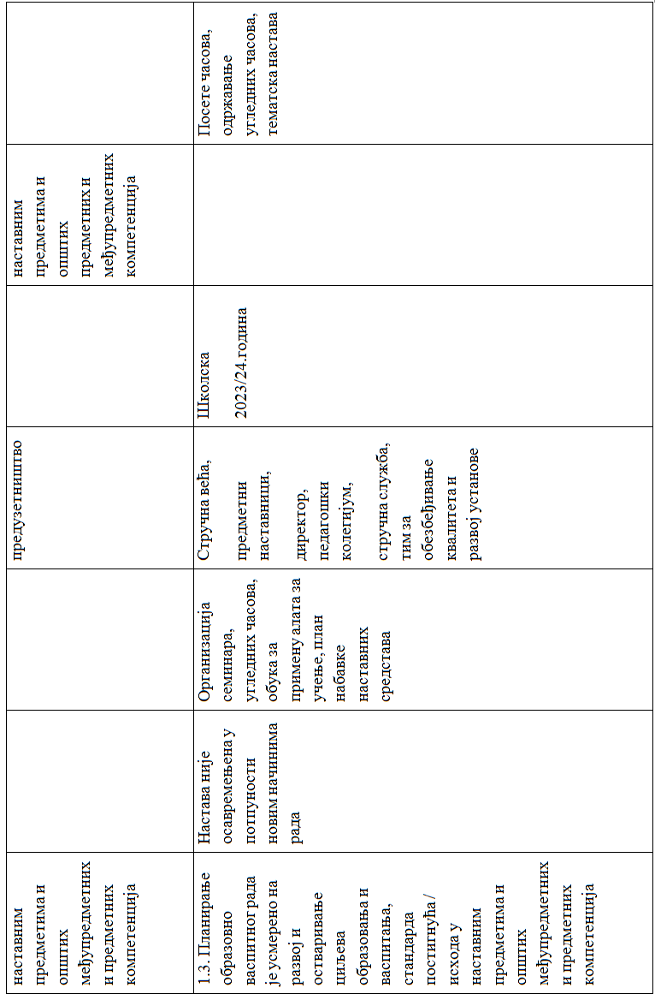 наставним
предметима и
општих
међупредметних
и предметних
компетенција
предузетништво
наставним
предметима и
општих
предметних и
међупредметних
компетенција
1.3. Планирање
образовно
васпитног рада
је усмерено на
развој и
остваривање
циљева
образовања и
васпитања,
стандарда
постигнућа /
исхода у
наставним
предметима и
општих
међупредметних
и предметних
компетенција
Настава није
осавремењена у
потпуности
новим начинима
рада
Организација
семинара,
угледних часова,
обука за
примену алата за
учење, план
набавке
наставних
средстава
Стручна већа,
предметни
наставници,
директор,
педагошки
колегијум,
стручна служба,
тим за
обезбеђивање
квалитета и
развој установе
Школска
2023/24.година
Посете часова,
одржавање
угледних часова,
тематска настава